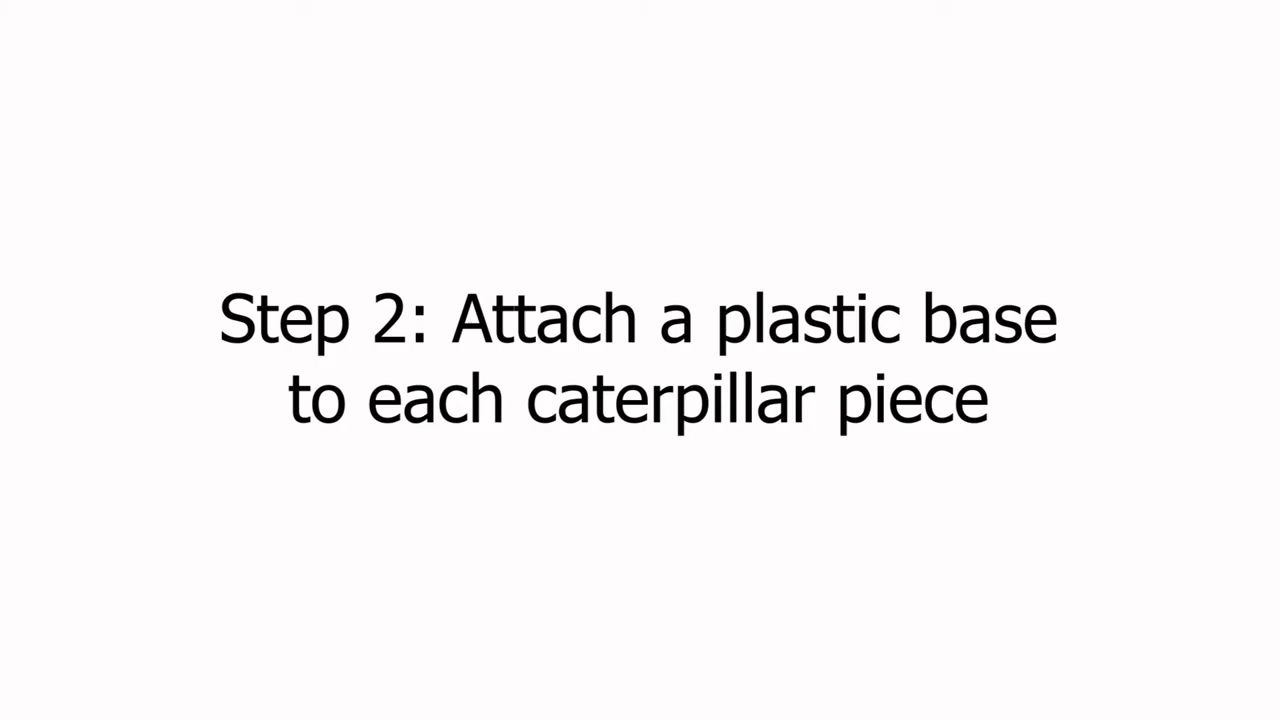 Step 2: Attach a plastic base
to each caterpillar piece